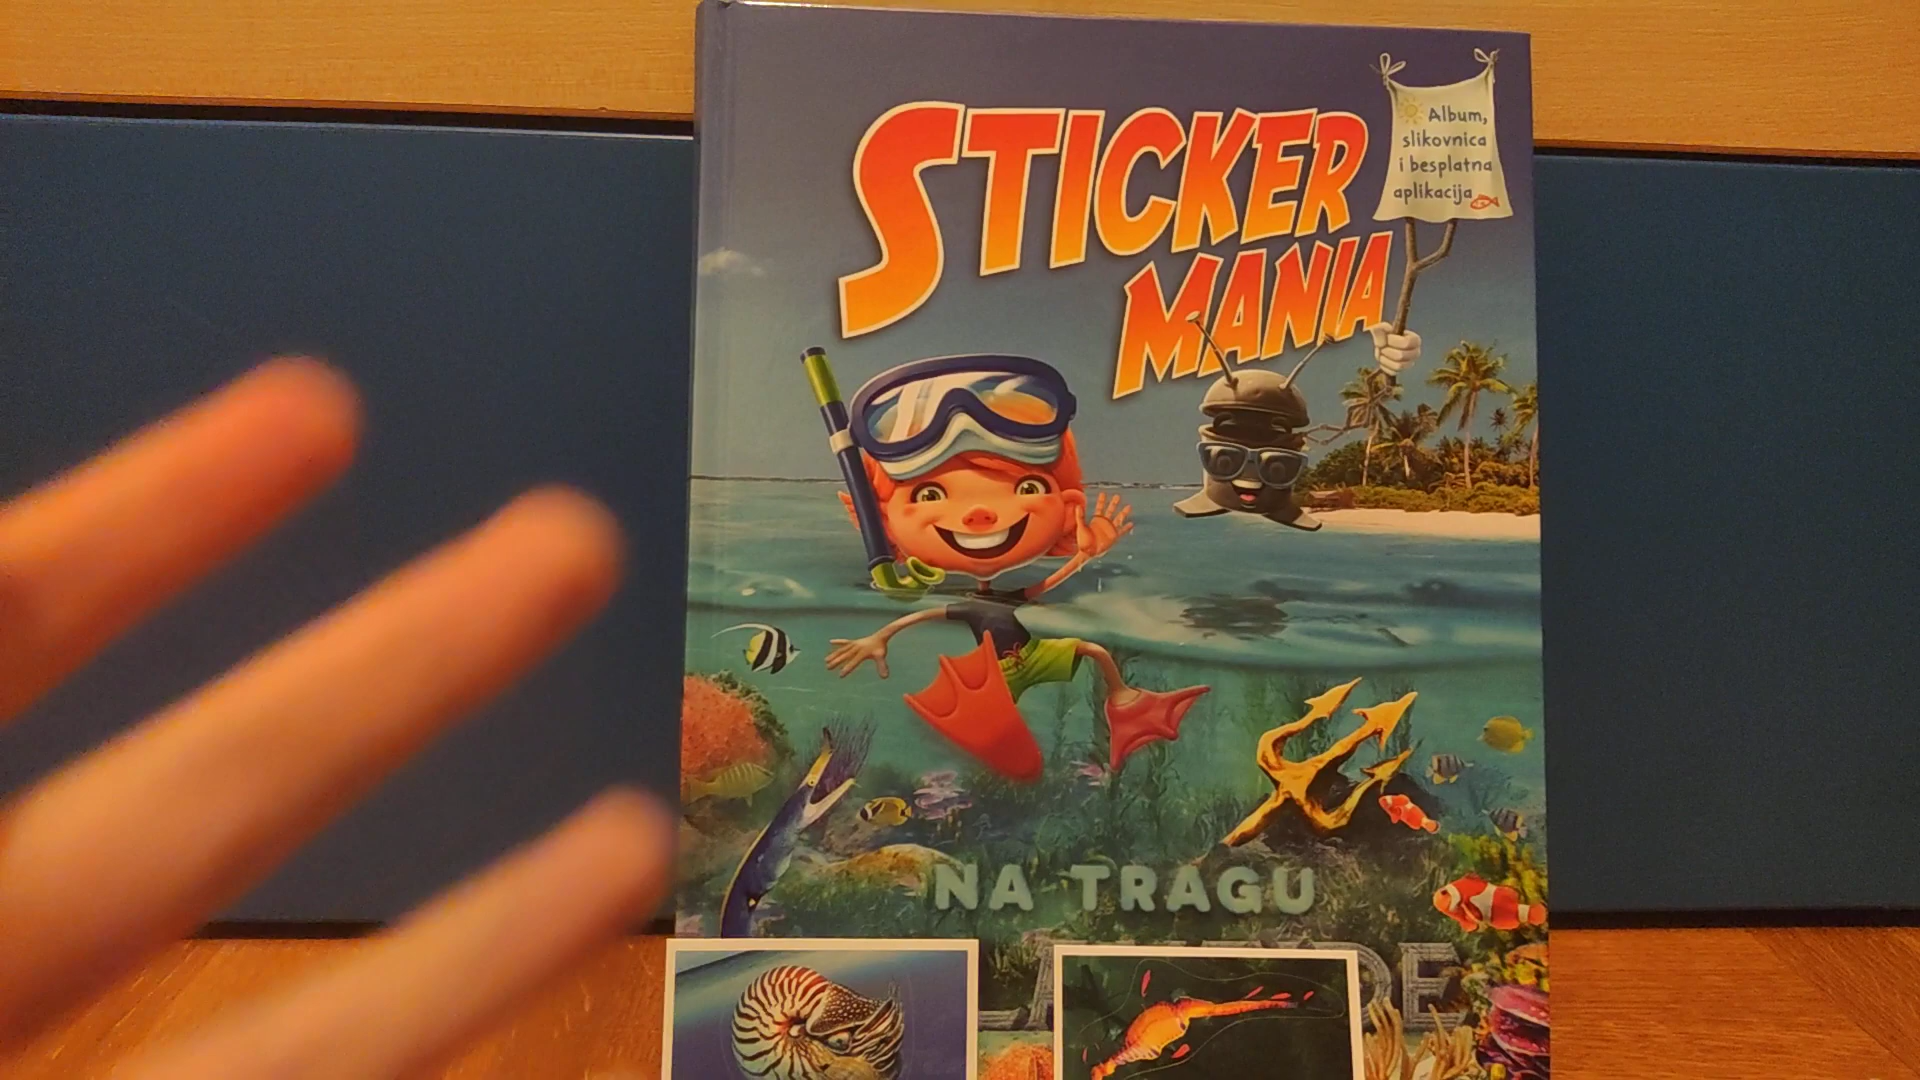 STICKER
MANIA
Album,
slikovnica
i besplatna
aplikacija
NA TRAGU